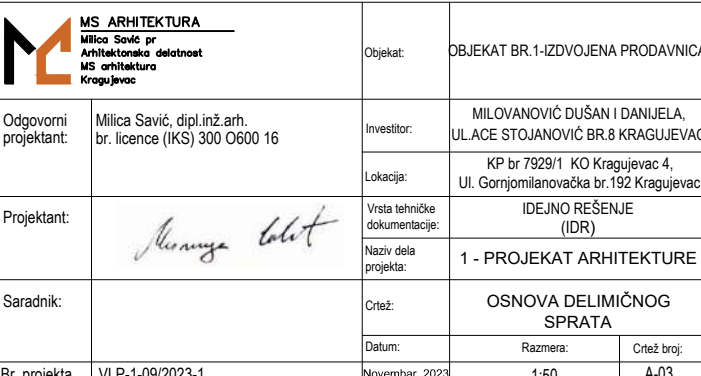 MS ARHITEKTURA
Milica Savić pr
Arhitektonska delatnost
MS arhitektura
Kragujevac
Objekat:
OBJEKAT BR.1-IZDVOJENA PRODAVNICA
Odgovorni
projektant:
Milica Savić, dipl.inž.arh.
br. licence (IKS) 300 O600 16
Investitor:
MILOVANOVIĆ DUŠAN I DANIJELA,
UL.ACE STOJANOVIĆ BR.8 KRAGUJEVAC
Lokacija:
KP br 7929/1 KO Kragujevac 4,
Ul. Gornjomilanovačka br.192 Kragujevac
Projektant:
Vrsta tehničke
dokumentacije:
IDEJNO REŠENJE
(IDR)
Naziv dela
projekta:
1 - PROJEKAT ARHITEKTURE
Saradnik:
Crtež:
OSNOVA DELIMIČNOG
SPRATA
Datum:
Razmera:
Crtež broj:
Br. projekta
VLP-1-09/2023-1
Novembar, 2023
1:50
A-03